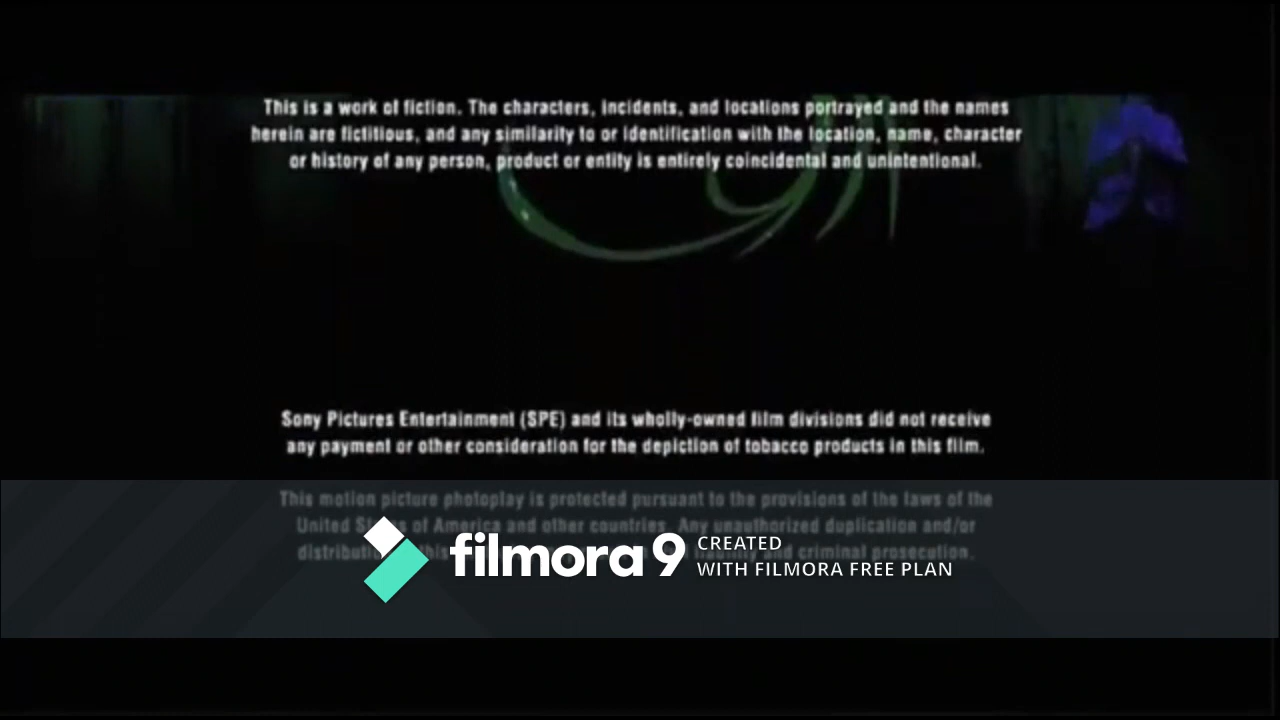 This is a work of fiction. The characters, incidents, and locations portrayed and the names
herein are fictitious, and any similarity to or identification with the location, name, character
or history of any person, product or entity is entirely coincidental and unintentional.
Sony Pictures Entertainment (SPE) and its wholly-owned film divisions did not receive
any payment or other consideration for the depiction of tobacco products in this film.
This motion picture photoplay is protected pursuant to the provisions of the laws of the
United of America and other countries. Any unauthorized duplication and/or
and criminal prosecution.
filmora 9
CREATED
WITH FILMORA FREE PLAN